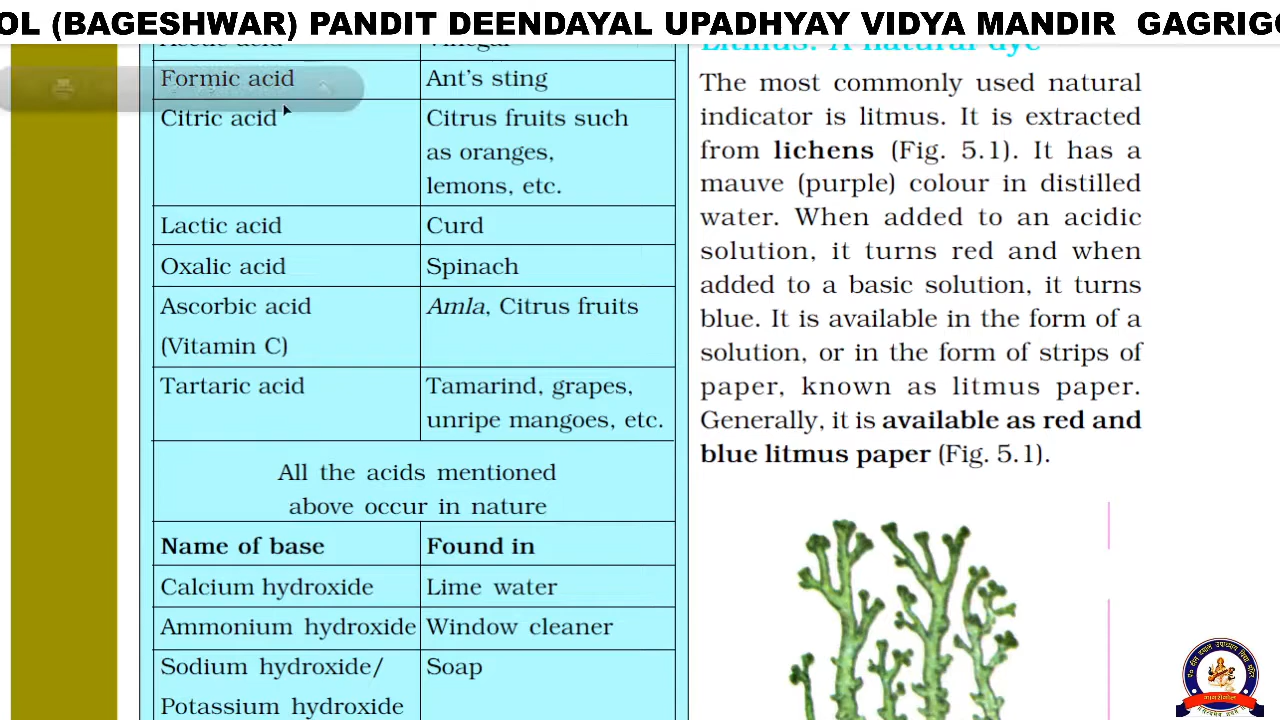 OL (BAGESHWAR) PANDIT DEENDAYAL UPADHYAY VIDYA MANDIR GAGRIGO
Acetic acid
Vinegar
Formic acid
Ant's sting
Citric acid
Citrus fruits such
as oranges,
lemons, etc.
Lactic acid
Curd
Oxalic acid
Spinach
Ascorbic acid
(Vitamin C)
Amla, Citrus fruits
Tartaric acid
Tamarind, grapes,
unripe mangoes, etc.
All the acids mentioned
above occur in nature
Name of base
Found in
Calcium hydroxide
Lime water
Ammonium hydroxide
Window cleaner
Sodium hydroxide/
Potassium hydroxide
Soap
Litmus: A natural dye
The most commonly used natural
indicator is litmus. It is extracted
from lichens (Fig. 5.1). It has a
mauve (purple) colour in distilled
water. When added to an acidic
solution, it turns red and when
added to a basic solution, it turns
blue. It is available in the form of a
solution, or in the form of strips of
paper, known as litmus paper.
Generally, it is available as red and
blue litmus paper (Fig. 5.1).